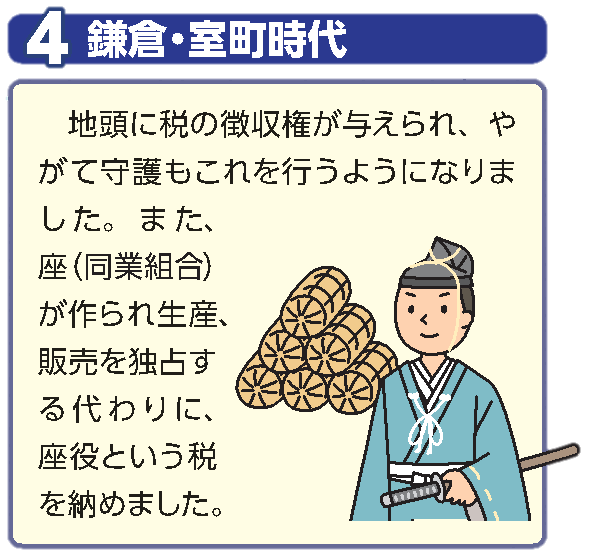 4 鎌倉・室町時代
地頭に税の徴収権が与えられ、や
がて守護もこれを行うようになりま
した。また、
座（同業組合）
が作られ生産、
販売を独占す
る代わりに、
座役という税
を納めました。